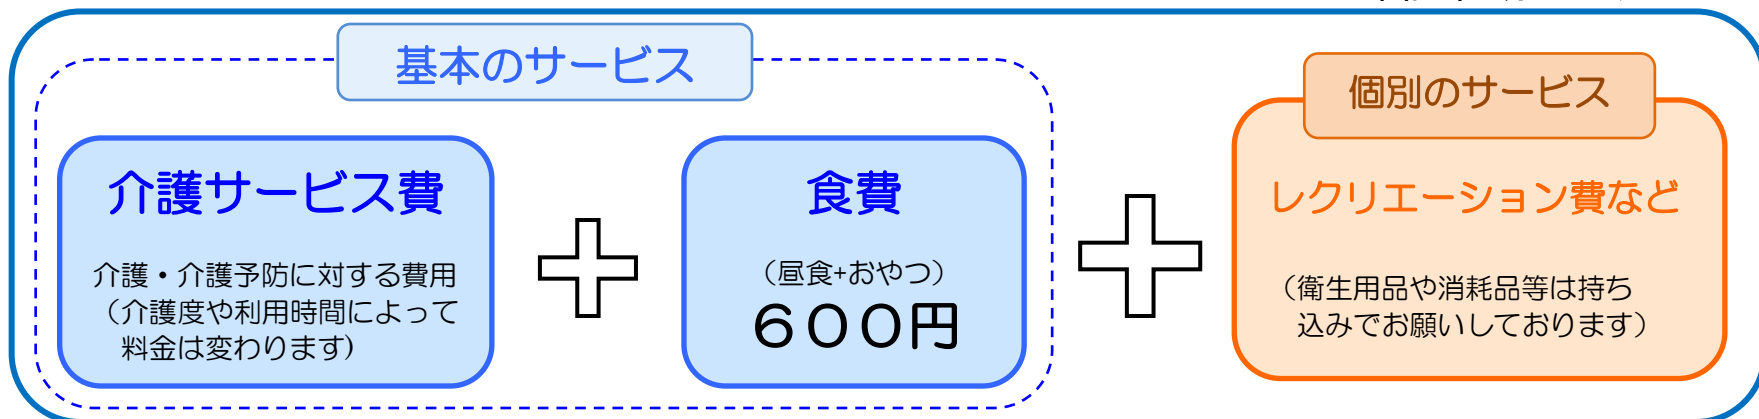 基本のサービス
個別のサービス
介護サービス費
介護・介護予防に対する費用
（介護度や利用時間によって
料金は変わります)
食費
（昼食+おやつ）
６００円
レクリエーション費など
（衛生用品や消耗品等は持ち
込みでお願いしております）